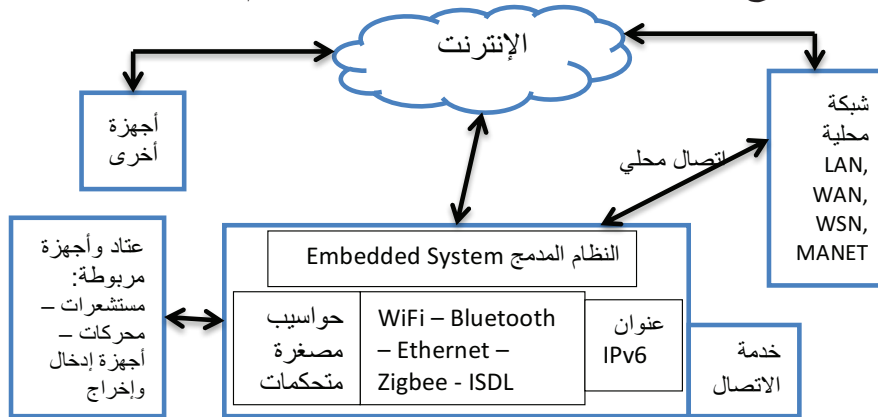 الإنترنت
أجهزة
أخرى
شبكة
محلية
LAN,
WAN,
WSN,
MANET
اتصال محلي
النظام المدمج Embedded System
عتاد وأجهزة
مربوطة:
مستشعرات –
محركات –
أجهزة إدخال
وإخراج
حواسيب
مصغرة
متحكمات
WiFi – Bluetooth
– Ethernet –
Zigbee - ISDL
عنوان
IPv6
خدمة
الاتصال